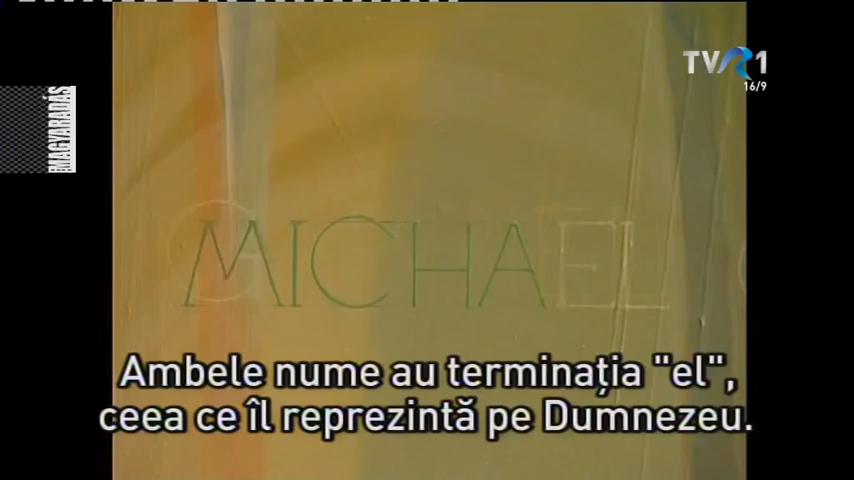 TVR1
16/9
MAGYARADÁS
MICHAEL
Ambele nume au terminația "el",
ceea ce îl reprezintă pe Dumnezeu.